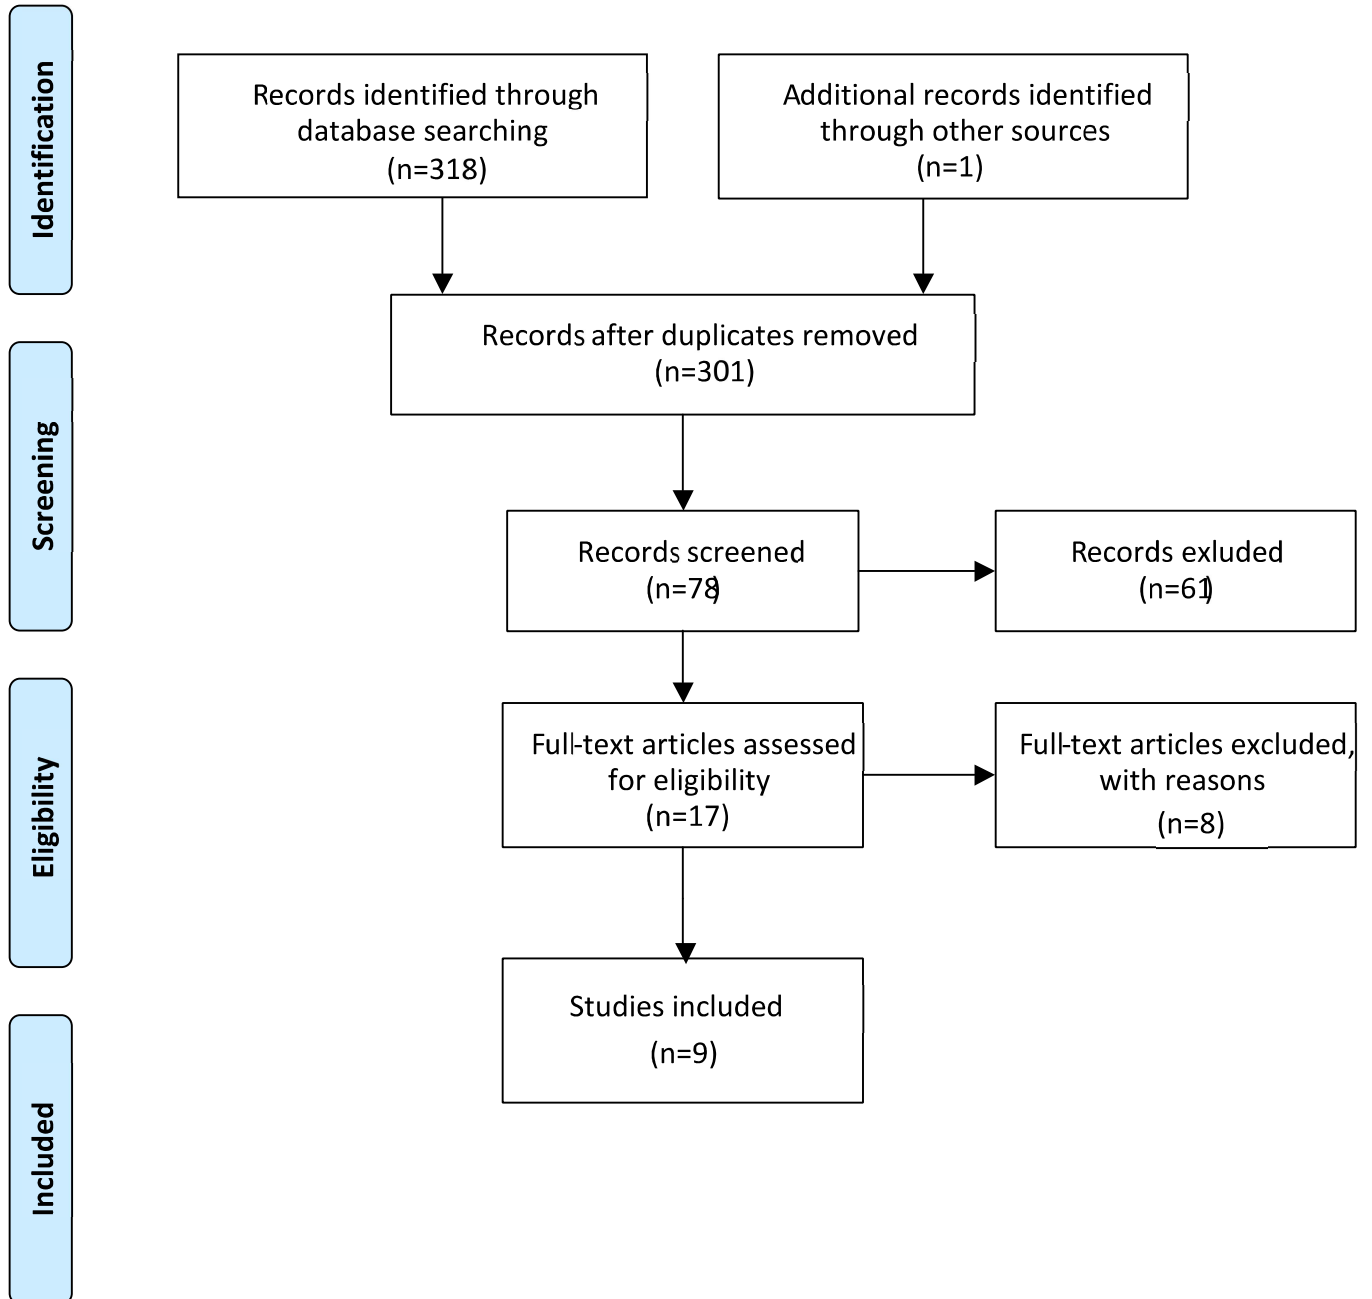 Identification
Records identified through
database searching
(n=318)
Additional records identified
through other sources
(n=1)
Records after duplicates removed
(n=301)
Screening
Records screened
(n=78)
Records exluded
(n=61)
Eligibility
Full-text articles assessed
for eligibility
(n=17)
Full-text articles excluded,
with reasons
(n=8)
Included
Studies included
(n=9)